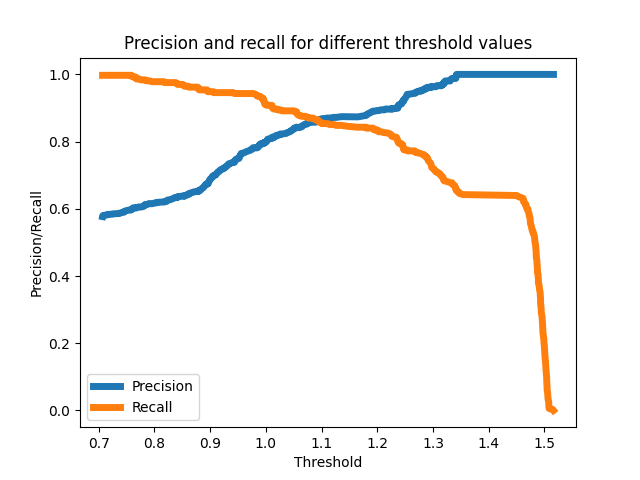 Precision and recall for different threshold values
1.0
0.8
0.6
0.4
0.2
0.0
Precision/Recall
Precision
Recall
0.7 0.8 0.9 1.0 1.1 1.2 1.3 1.4 1.5
Threshold